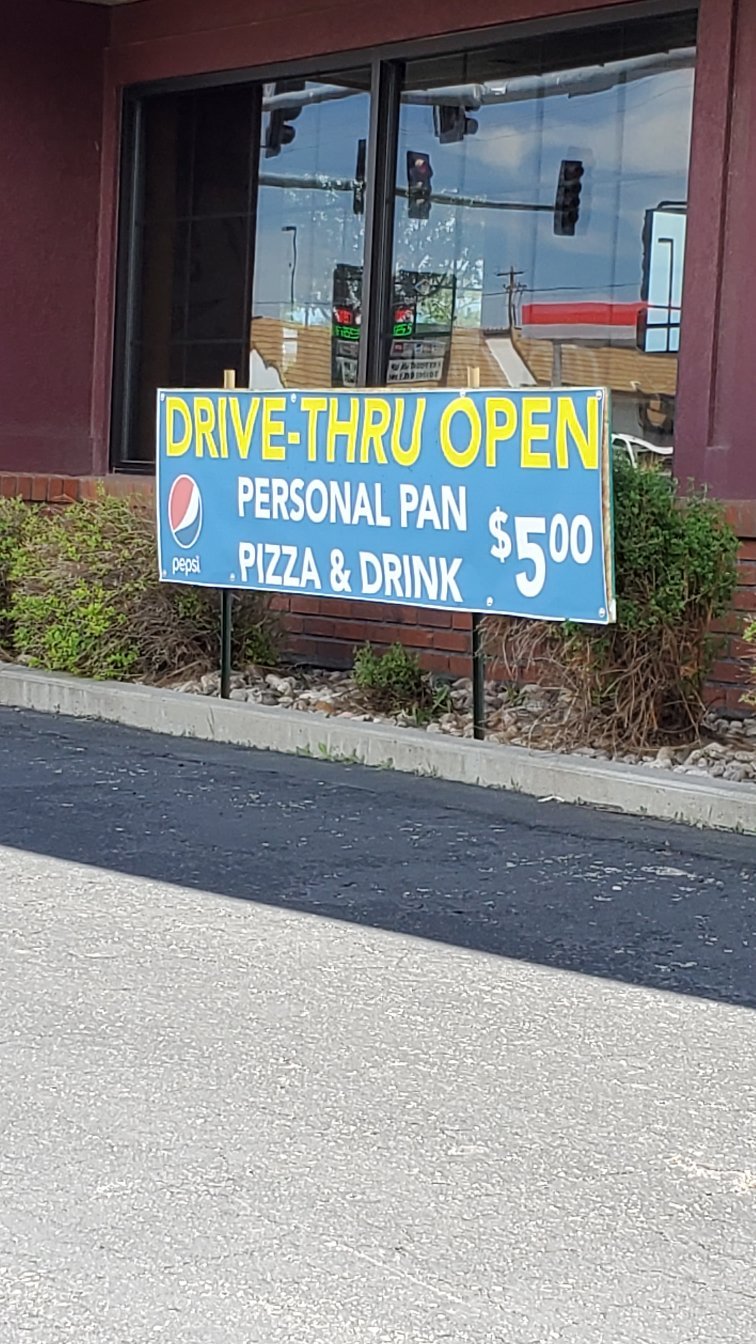 DRIVE-THRU OPEN
PERSONAL PAN
PIZZA & DRINK
$5.00
pepsi